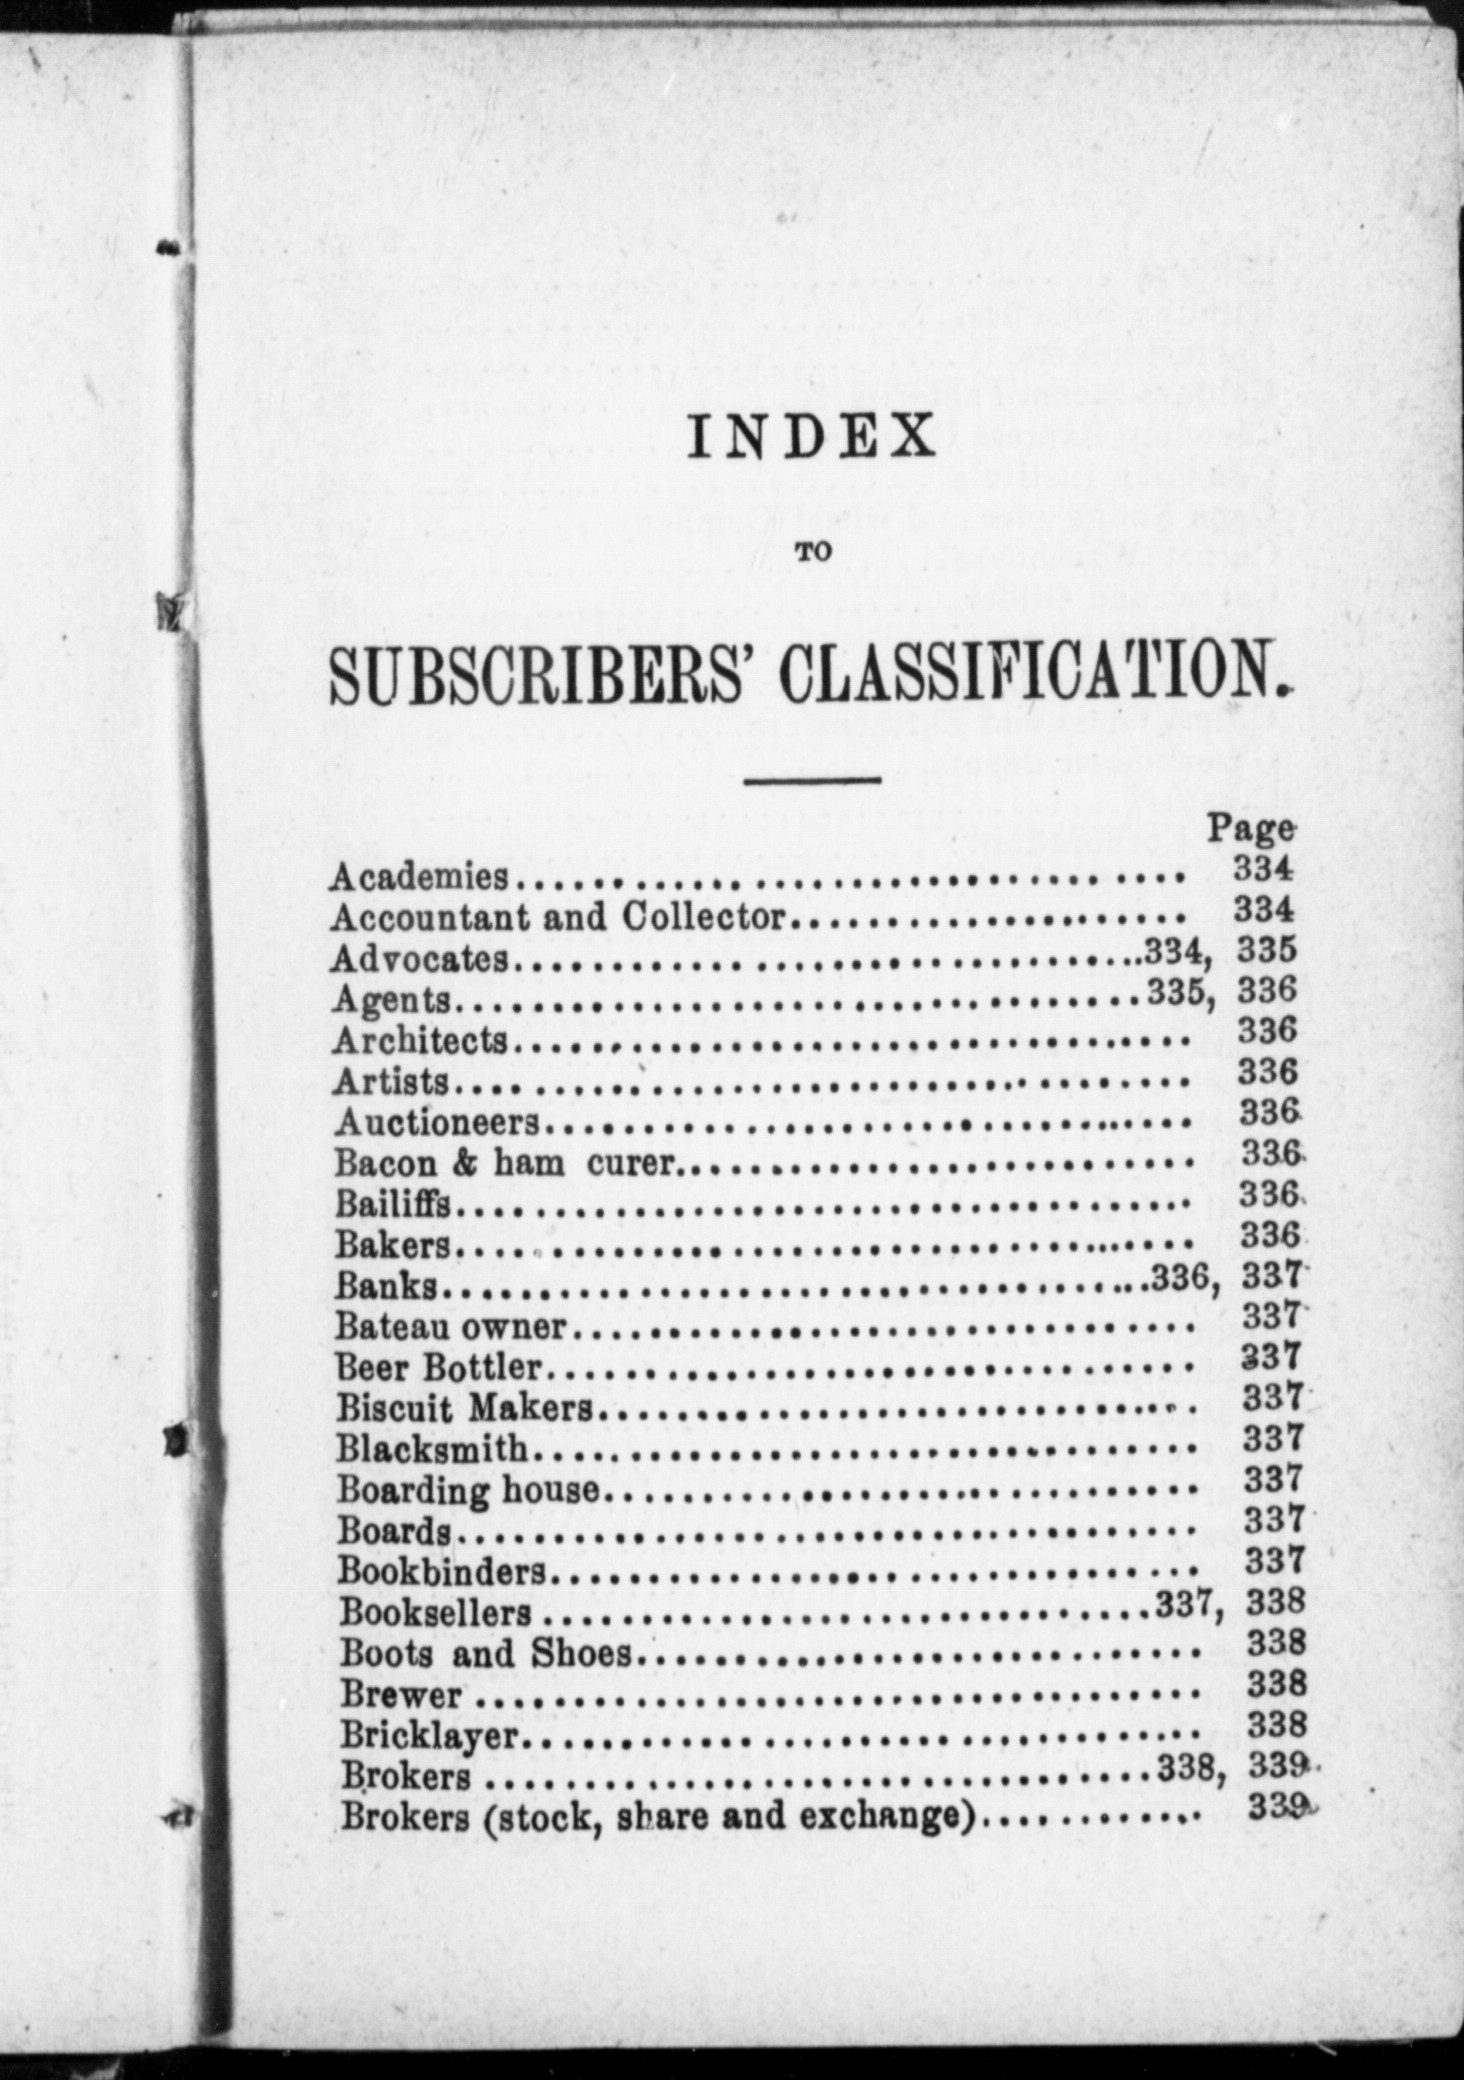 INDEX
TO
SUBSCRIBERS' CLASSIFICATION.
Page
Academies........................................ 334
Accountant and Collector........................ 334
Advocates....................................334, 335
Agents.......................................335, 336
Architects....................................... 336
Artists.......................................... 336
Auctioneers...................................... 336
Bacon & ham curer................................ 336
Bailiffs......................................... 336
Bakers........................................... 336
Banks........................................336, 337
Bateau owner..................................... 337
Beer Bottler..................................... 337
Biscuit Makers................................... 337
Blacksmith....................................... 337
Boarding house................................... 337
Boards........................................... 337
Bookbinders...................................... 337
Booksellers .................................337, 338
Boots and Shoes.................................. 338
Brewer .......................................... 338
Bricklayer....................................... 338
Brokers .....................................338, 339
Brokers (stock, share and exchange)............ 339